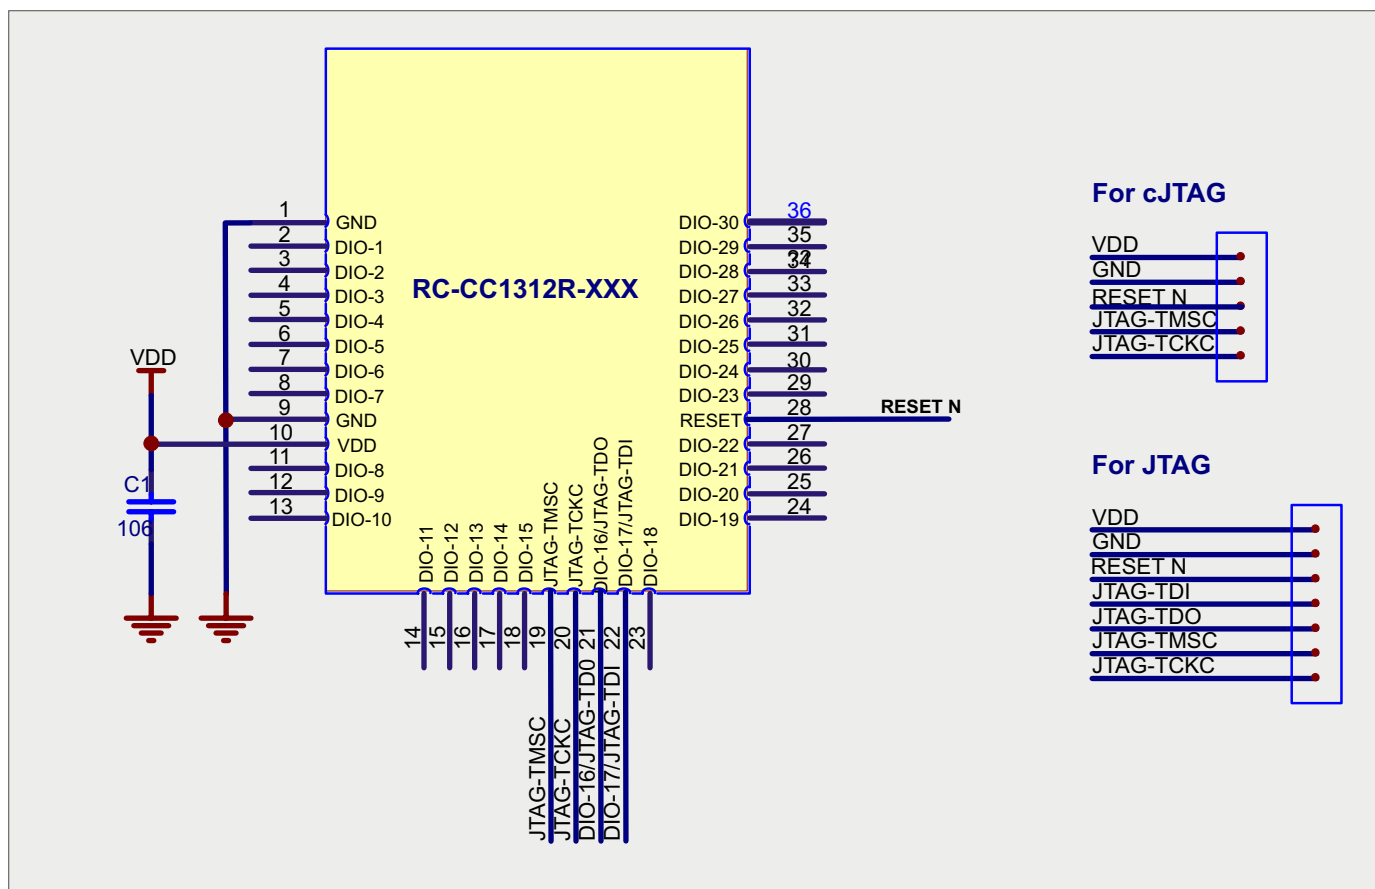 RC-CC1312R-XXX
1 GND
2 DIO-1
3 DIO-2
4 DIO-3
5 DIO-4
6 DIO-5
7 DIO-6
8 DIO-7
9 GND
10 VDD
11 DIO-8
12 DIO-9
13 DIO-10
VDD
C1
106
DIO-11
DIO-12
DIO-13
DIO-14
DIO-15
JTAG-TMSC
JTAG-TCKC
DIO-16/JTAG-TDO
DIO-17/JTAG-TDI
DIO-18
14
15
16
17
18
19
20
21
22
23
JTAG-TMSC
JTAG-TCKC
DIO-16/JTAG-TD0
DIO-17/JTAG-TDI
DIO-30 36
DIO-29 35
DIO-28 34
DIO-27 33
DIO-26 32
DIO-25 31
DIO-24 30
DIO-23 29
RESET 28 RESET N
DIO-22 27
DIO-21 26
DIO-20 25
DIO-19 24
For cJTAG
VDD
GND
RESET N
JTAG-TMSC
JTAG-TCKC
For JTAG
VDD
GND
RESET N
JTAG-TDI
JTAG-TDO
JTAG-TMSC
JTAG-TCKC